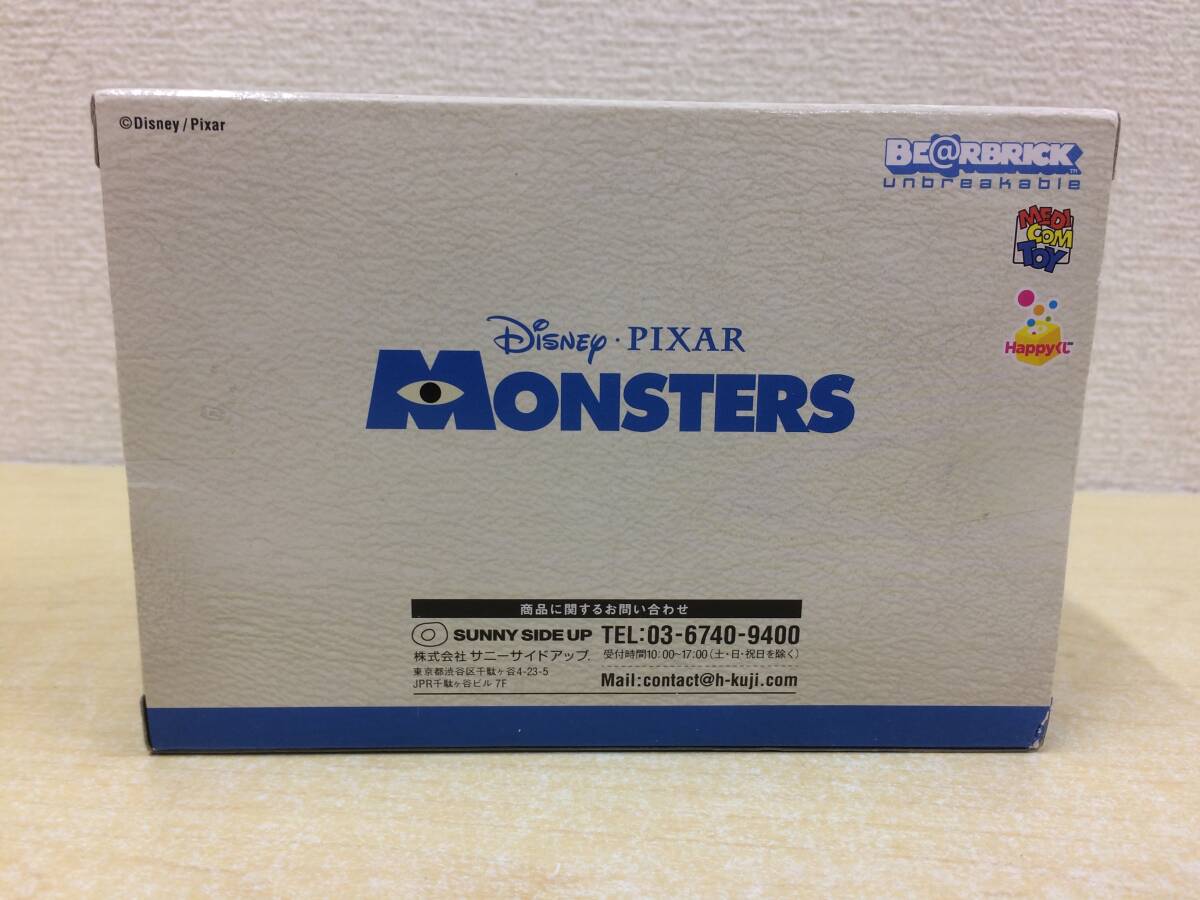 ©Disney/Pixar
BE@RBRICK™
unbreakable
MEDI
COM
TOY
Happyくじ™
Disney · PIXAR
MONSTERS
商品に関するお問い合わせ
SUNNY SIDE UP
株式会社 サニーサイドアップ.
東京都渋谷区千駄ヶ谷4-23-5
JPR千駄ヶ谷ビル 7F
TEL:03-6740-9400
受付時間10:00~17:00(土・日・祝日を除く)
Mail:contact@h-kuji.com